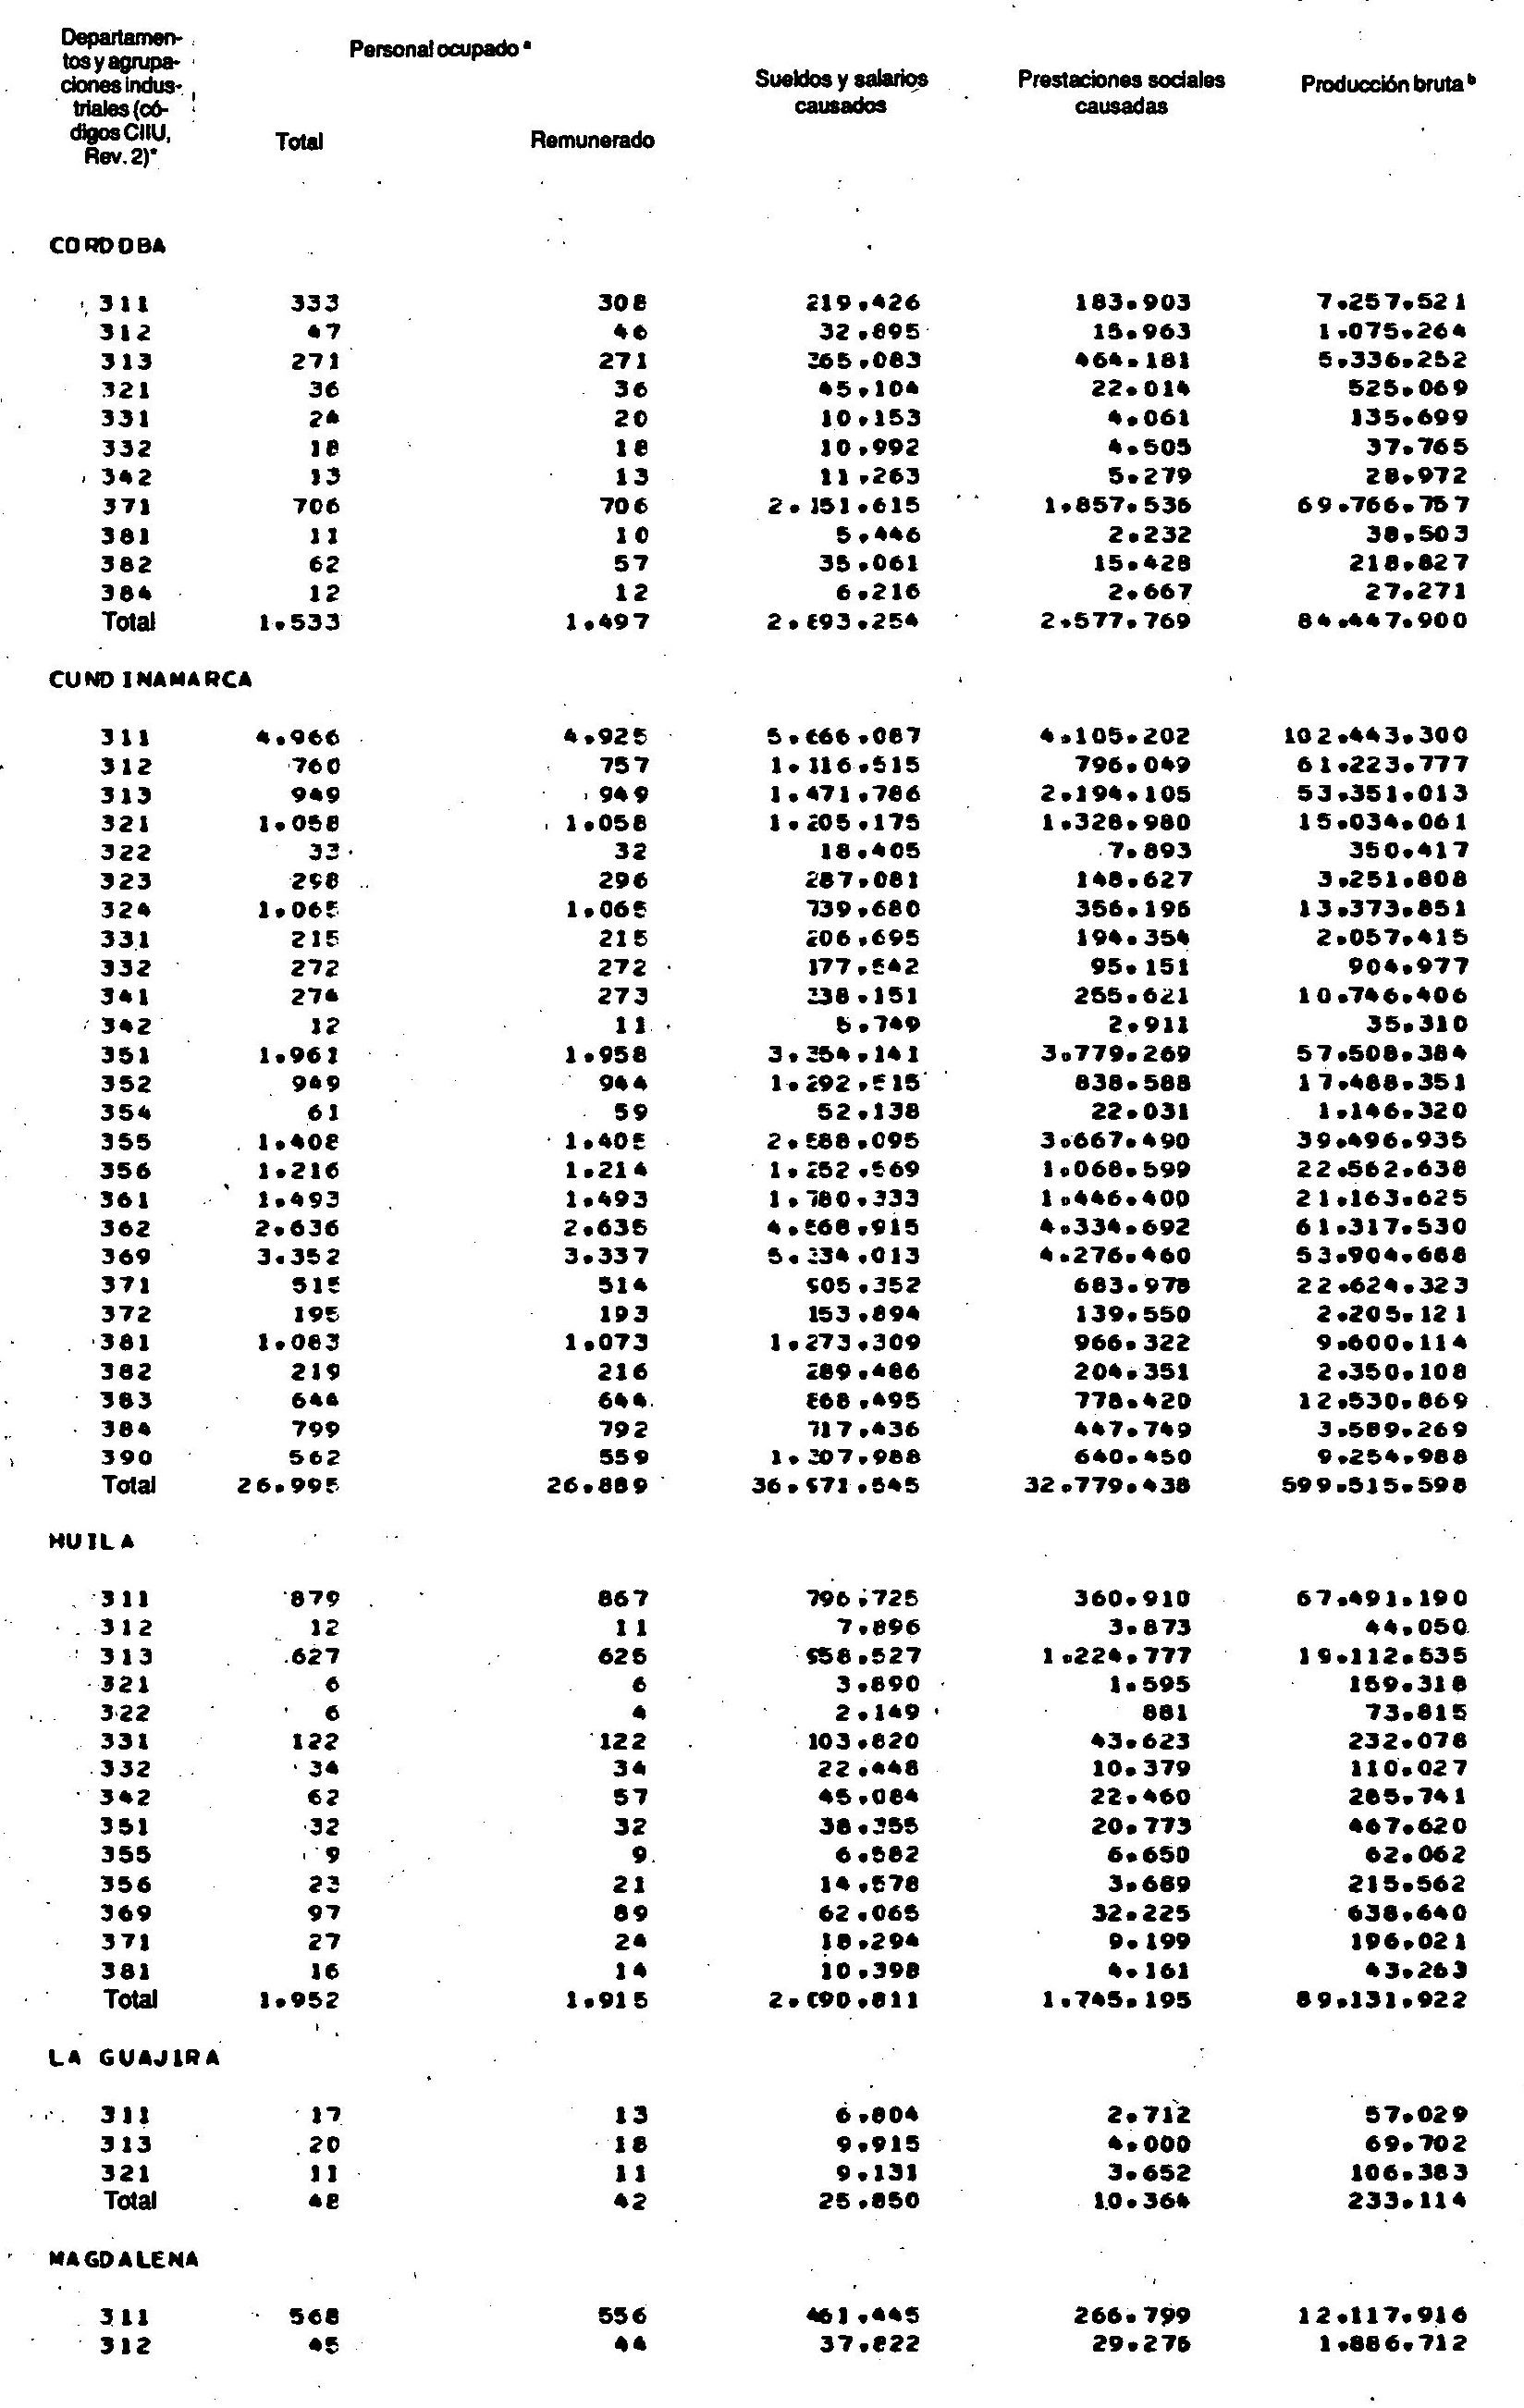 Departamen-
tos y agrupa-
ciones indus-
triales (có-
digos CIIU,
Rev. 2)*
Personal ocupado a
Sueldos y salarios
causados
Prestaciones sociales
causadas
Producción bruta b
Total Remunerado
CORDOBA
311 333 308 219.426 183.903 7.257.521
312 47 46 32.895 15.963 1.075.264
313 271 271 365.083 464.181 5.336.252
321 36 36 45.104 22.014 525.069
331 24 20 10.153 4.061 135.699
332 18 18 10.992 4.505 37.765
342 13 13 11.263 5.279 28.972
371 706 706 2.151.615 1.857.536 69.766.757
381 11 10 5.446 2.232 38.503
382 62 57 35.061 15.428 218.827
384 12 12 6.216 2.667 27.271
Total 1.533 1.497 2.893.254 2.577.769 84.447.900
CUNDINAMARCA
311 4.966 4.925 5.666.087 4.105.202 102.443.300
312 760 757 1.116.515 796.049 61.223.777
313 949 949 1.471.786 2.194.105 53.351.013
321 1.058 1.058 1.205.175 1.328.980 15.034.061
322 33 32 18.405 7.893 350.417
323 298 296 287.081 148.627 3.251.808
324 1.065 1.065 739.680 356.196 13.373.851
331 215 215 206.695 194.354 2.057.415
332 272 272 177.542 95.151 904.977
341 274 273 338.151 255.621 10.746.406
342 12 11 5.749 2.911 35.310
351 1.961 1.958 3.354.141 3.779.269 57.508.384
352 949 944 1.292.515 838.588 17.488.351
354 61 59 52.138 22.031 1.146.320
355 1.408 1.405 2.588.095 3.667.490 39.496.935
356 1.216 1.214 1.252.569 1.068.599 22.562.638
361 1.493 1.493 1.780.333 1.446.400 21.163.625
362 2.636 2.635 4.568.915 4.334.692 61.317.530
369 3.352 3.337 5.334.013 4.276.460 53.904.688
371 515 514 905.352 683.978 22.624.323
372 195 193 153.894 139.550 2.205.121
381 1.083 1.073 1.273.309 966.322 9.600.114
382 219 216 289.486 204.351 2.350.108
383 644 644 868.495 778.420 12.530.869
384 799 792 717.436 447.749 3.589.269
390 562 559 1.307.988 640.450 9.254.988
Total 26.995 26.889 36.971.545 32.779.438 599.515.598
HUILA
311 879 867 796.725 360.910 67.491.190
312 12 11 7.896 3.873 44.050
313 627 625 958.527 1.224.777 19.112.535
321 6 6 3.890 1.595 159.318
322 6 4 2.149 881 73.815
331 122 122 103.820 43.623 232.078
332 34 34 22.448 10.379 110.027
342 62 57 45.084 22.460 285.741
351 32 32 38.355 20.773 467.620
355 9 9 6.582 6.650 62.062
356 23 21 14.578 3.689 215.562
369 97 89 62.065 32.225 638.640
371 27 24 18.294 9.199 196.021
381 16 14 10.398 4.161 43.263
Total 1.952 1.915 2.090.811 1.745.195 89.131.922
LA GUAJIRA
311 17 13 6.804 2.712 57.029
313 20 18 9.915 4.000 69.702
321 11 11 9.131 3.652 106.383
Total 48 42 25.850 10.364 233.114
MAGDALENA
311 568 556 461.445 266.799 12.117.916
312 45 44 37.822 29.276 1.886.712